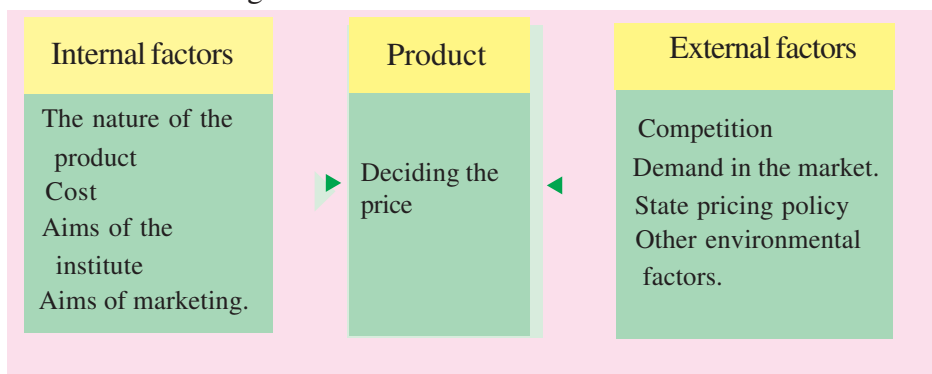 Internal factors
The nature of the
product
Cost
Aims of the
institute
Aims of marketing.
Product
Deciding the
price
External factors
Competition
Demand in the market.
State pricing policy
Other environmental
factors.